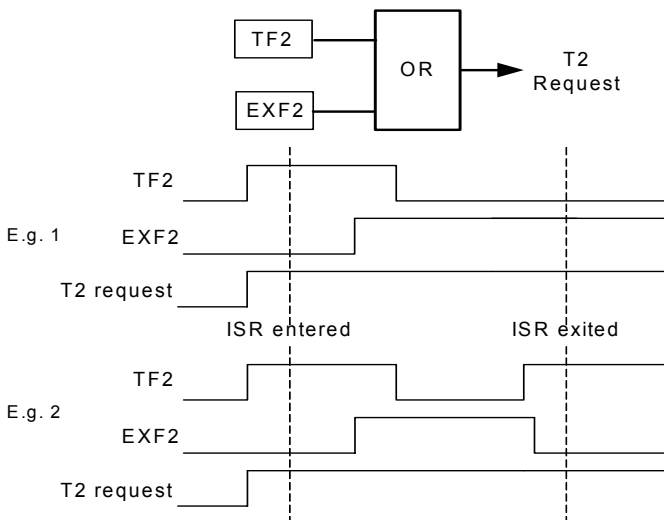 TF2
OR
T2
Request
EXF2
TF2
E.g. 1
EXF2
T2 request
ISR entered
ISR exited
TF2
E.g. 2
EXF2
T2 request